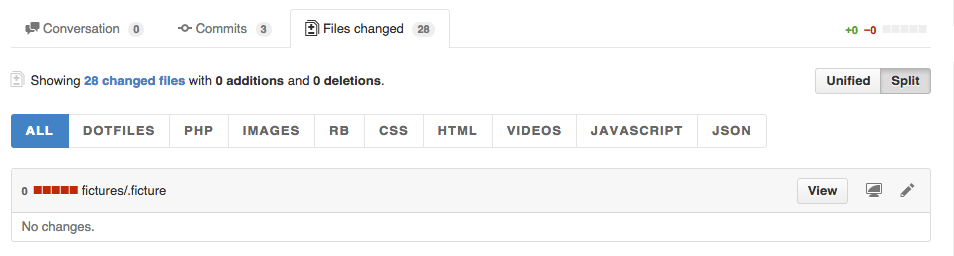 Conversation 0 Commits 3 Files changed 28 +0 −0
Showing 28 changed files with 0 additions and 0 deletions. Unified Split
ALL DOTFILES PHP IMAGES RB CSS HTML VIDEOS JAVASCRIPT JSON
0 fictures/.ficture View
No changes.